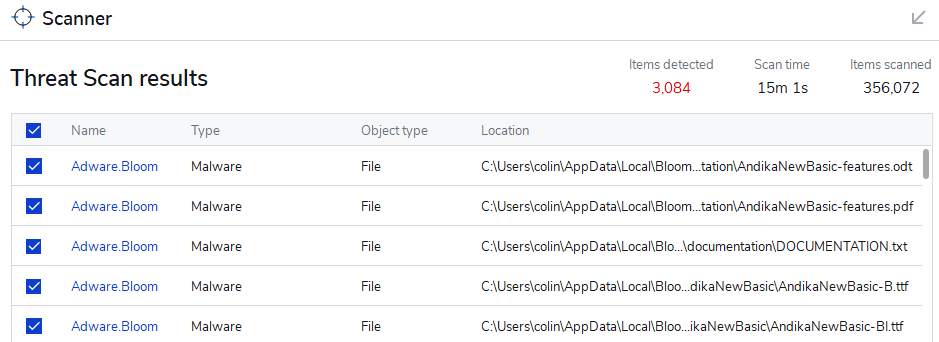 Scanner
Threat Scan results
Items detected Scan time Items scanned
3,084 15m 1s 356,072
Name Type Object type Location
Adware.Bloom Malware File C:\Users\colin\AppData\Local\Bloom...tation\AndikaNewBasic-features.odt
Adware.Bloom Malware File C:\Users\colin\AppData\Local\Bloom...tation\AndikaNewBasic-features.pdf
Adware.Bloom Malware File C:\Users\colin\AppData\Local\Bloo...\documentation\DOCUMENTATION.txt
Adware.Bloom Malware File C:\Users\colin\AppData\Local\Bloo...dikaNewBasic\AndikaNewBasic-B.ttf
Adware.Bloom Malware File C:\Users\colin\AppData\Local\Bloo...ikaNewBasic\AndikaNewBasic-BI.ttf